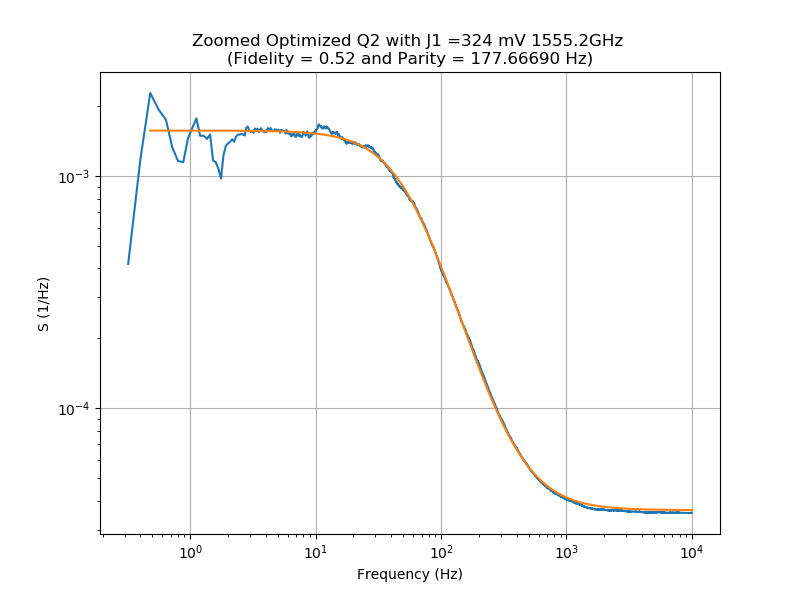 Zoomed Optimized Q2 with J1 =324 mV 1555.2GHz
(Fidelity = 0.52 and Parity = 177.66690 Hz)
S (1/Hz)
10⁻³
10⁻⁴
10⁰ 10¹ 10² 10³ 10⁴
Frequency (Hz)